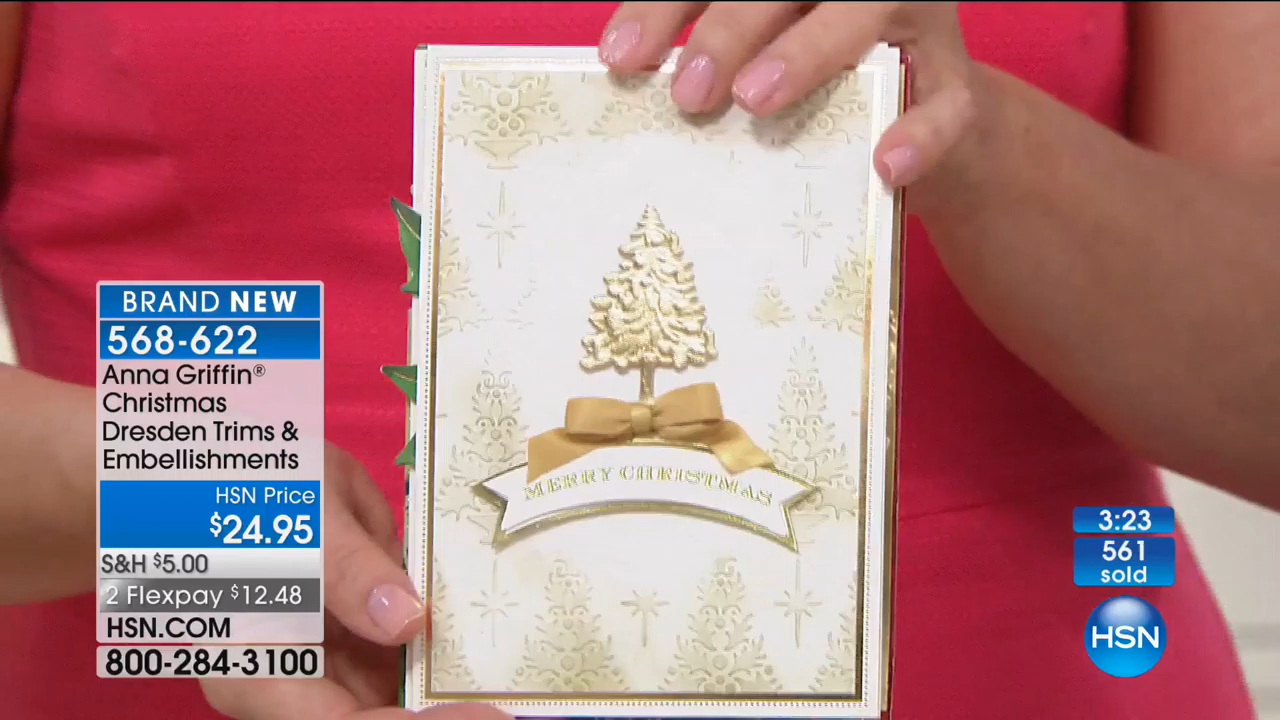 BRAND NEW
568-622
Anna Griffin®
Christmas
Dresden Trims &
Embellishments
HSN Price
$24.95
S&H $5.00
2 Flexpay $12.48
HSN.COM
800-284-3100
MERRY CHRISTMAS
3:23
561
sold
HSN